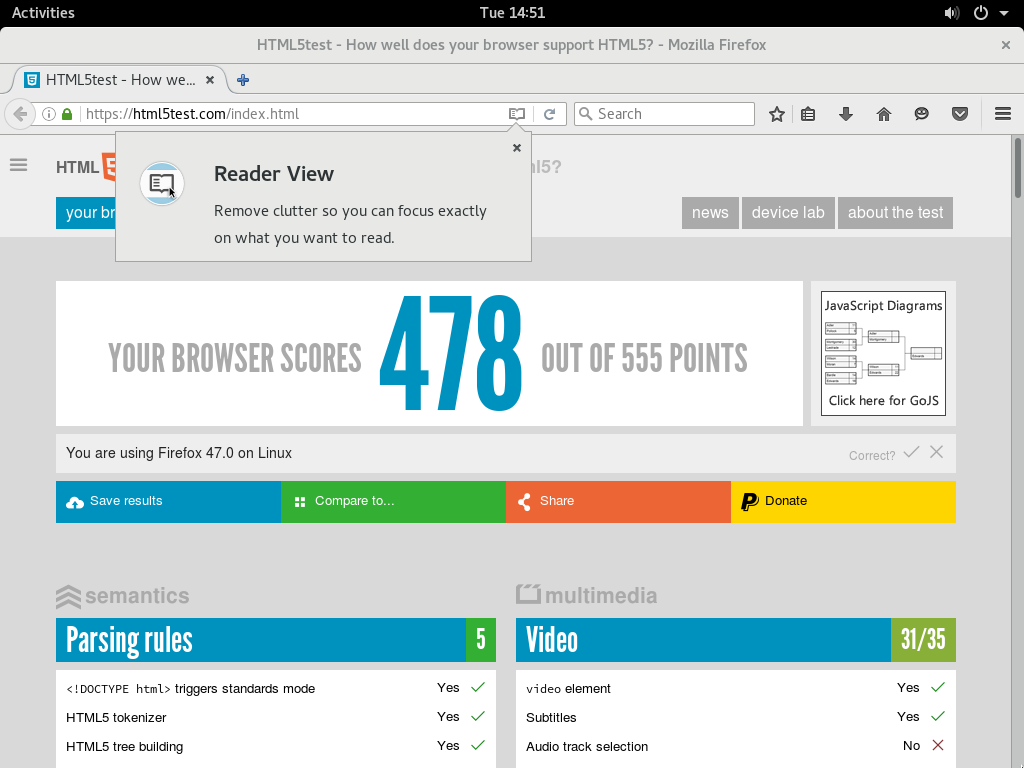 Activities
Tue 14:51
HTML5test - How well does your browser support HTML5? - Mozilla Firefox
HTML5test - How we...
https://html5test.com/index.html
Search
HTML
ml5?
Reader View
Remove clutter so you can focus exactly
on what you want to read.
your br
news
device lab
about the test
YOUR BROWSER SCORES 478 OUT OF 555 POINTS
JavaScript Diagrams
Click here for GoJS
You are using Firefox 47.0 on Linux
Correct?
Save results
Compare to...
Share
Donate
semantics
Parsing rules 5
<!DOCTYPE html> triggers standards mode Yes
HTML5 tokenizer Yes
HTML5 tree building Yes
multimedia
Video 31/35
video element Yes
Subtitles Yes
Audio track selection No